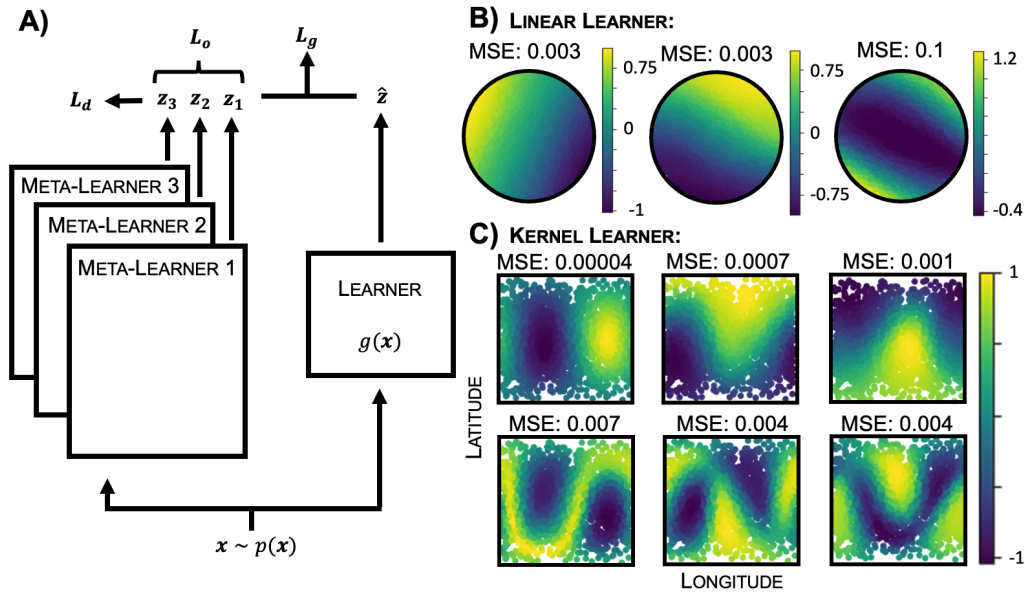 A)
L_o
L_g
L_d
z_3 z_2 z_1
ẑ
META-LEARNER 3
META-LEARNER 2
META-LEARNER 1
LEARNER
g(x)
x ~ p(x)
B) LINEAR LEARNER:
MSE: 0.003
0.75
0
-1
MSE: 0.003
0.75
0
-0.75
MSE: 0.1
1.2
-0.4
C) KERNEL LEARNER:
MSE: 0.00004 MSE: 0.0007 MSE: 0.001
MSE: 0.007 MSE: 0.004 MSE: 0.004
1
-1
LATITUDE
LONGITUDE